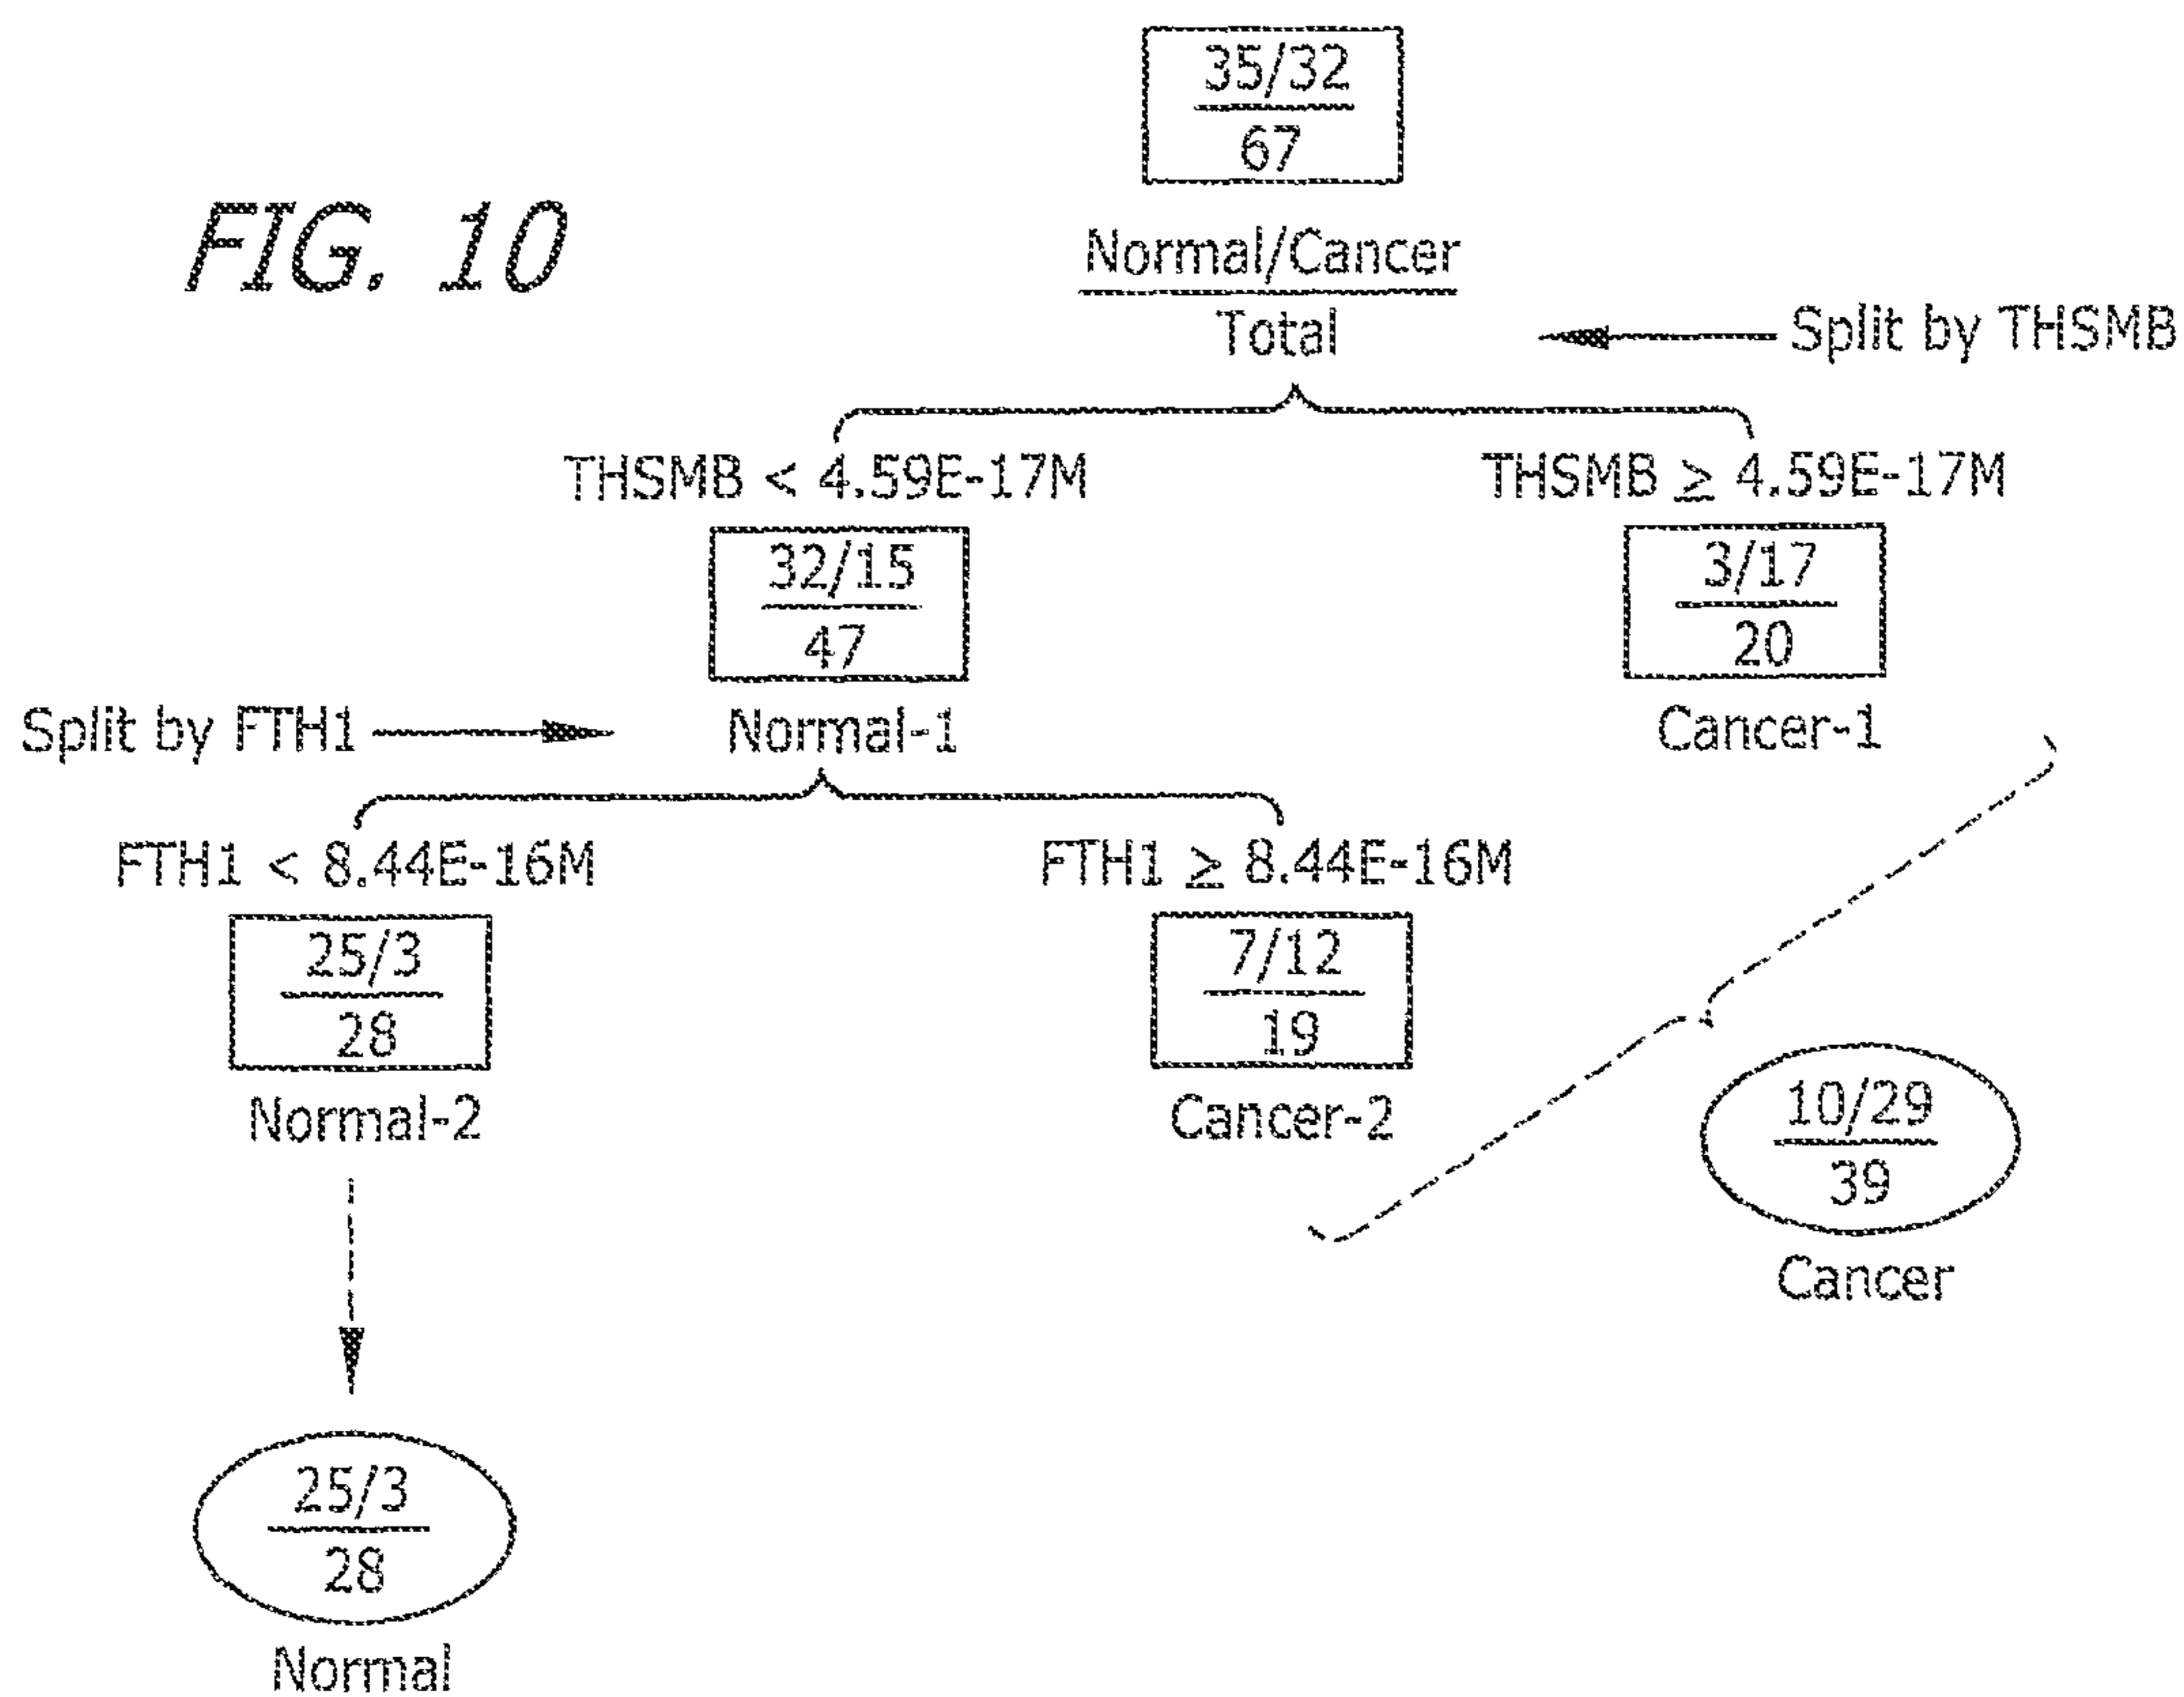 35/32
67
FIG. 10
Normal/Cancer
Total
Split by THSMB
THSMB < 4.59E-17M
THSMB ≥ 4.59E-17M
32/15
47
3/17
20
Split by FTH1
Normal-1
Cancer-1
FTH1 < 8.44E-16M
FTH1 ≥ 8.44E-16M
25/3
28
7/12
19
Normal-2
Cancer-2
10/29
39
Cancer
25/3
28
Normal